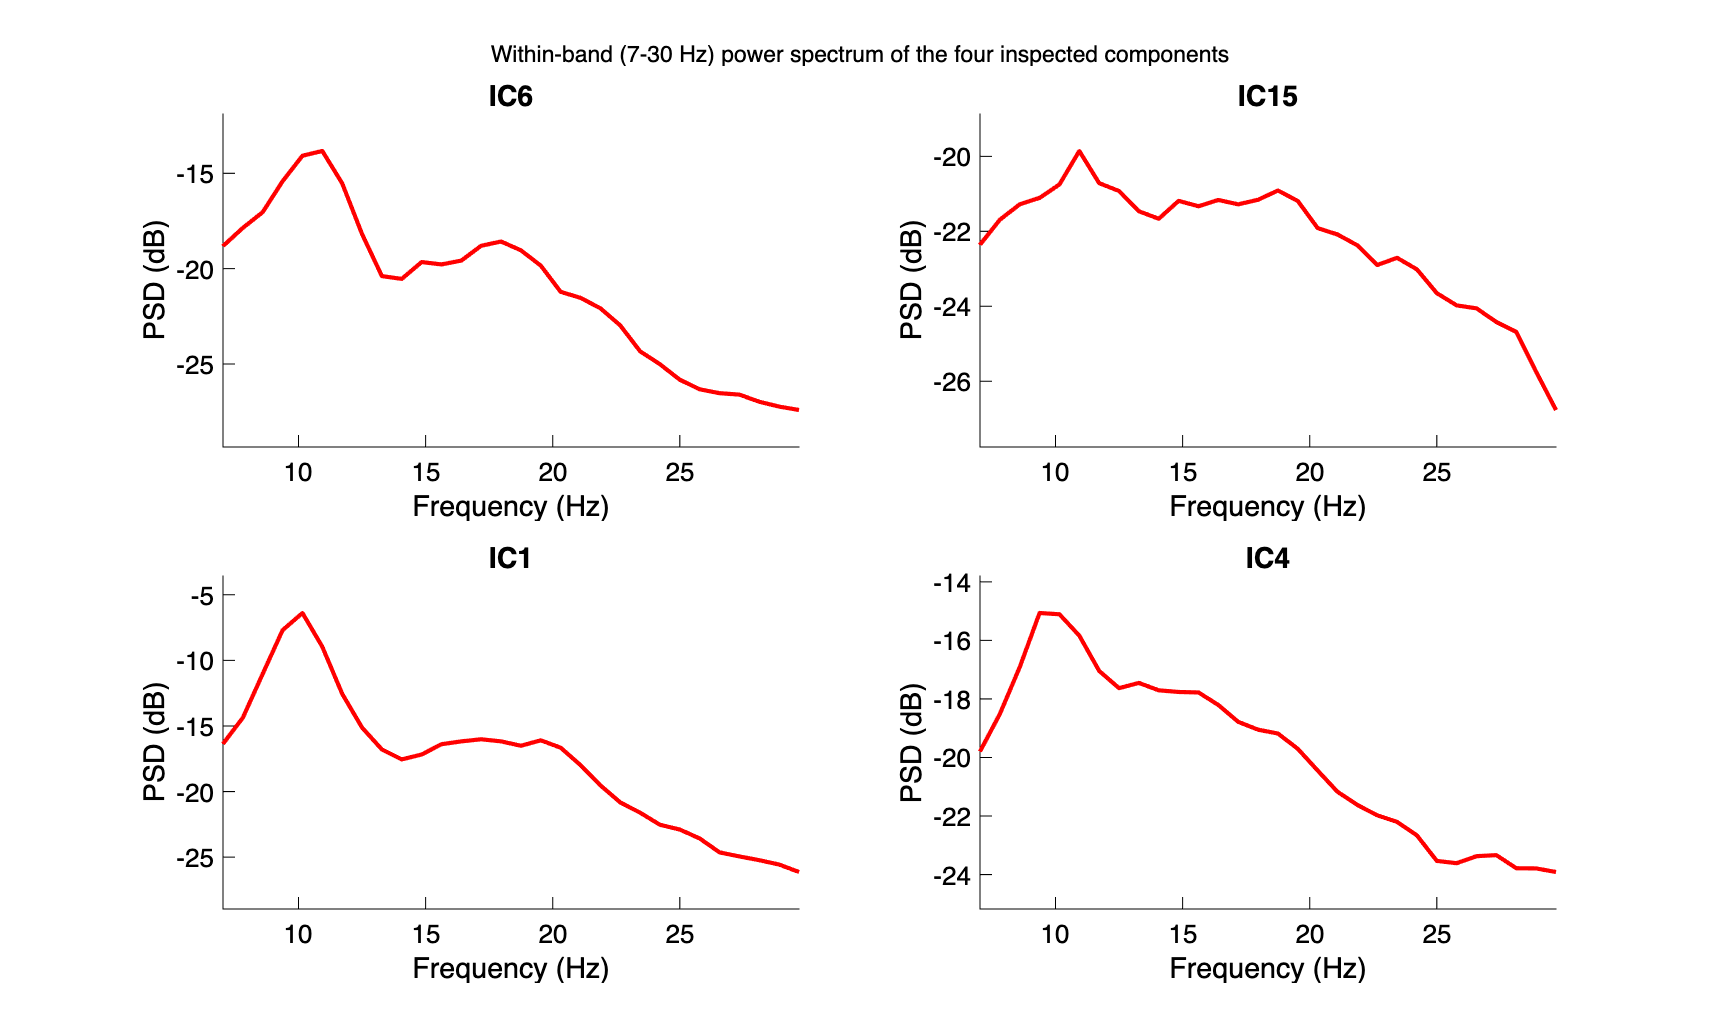 Within-band (7-30 Hz) power spectrum of the four inspected components
IC6
-15
-20
-25
PSD (dB)
10 15 20 25
Frequency (Hz)
IC15
-20
-22
-24
-26
PSD (dB)
10 15 20 25
Frequency (Hz)
IC1
-5
-10
-15
-20
-25
PSD (dB)
10 15 20 25
Frequency (Hz)
IC4
-14
-16
-18
-20
-22
-24
PSD (dB)
10 15 20 25
Frequency (Hz)